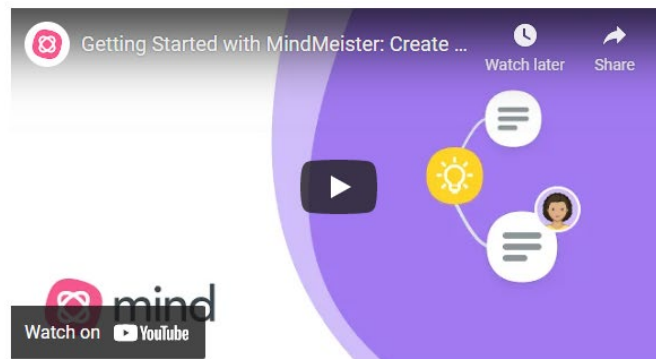 Getting Started with MindMeister: Create ...
Watch later
Share
mind
Watch on YouTube